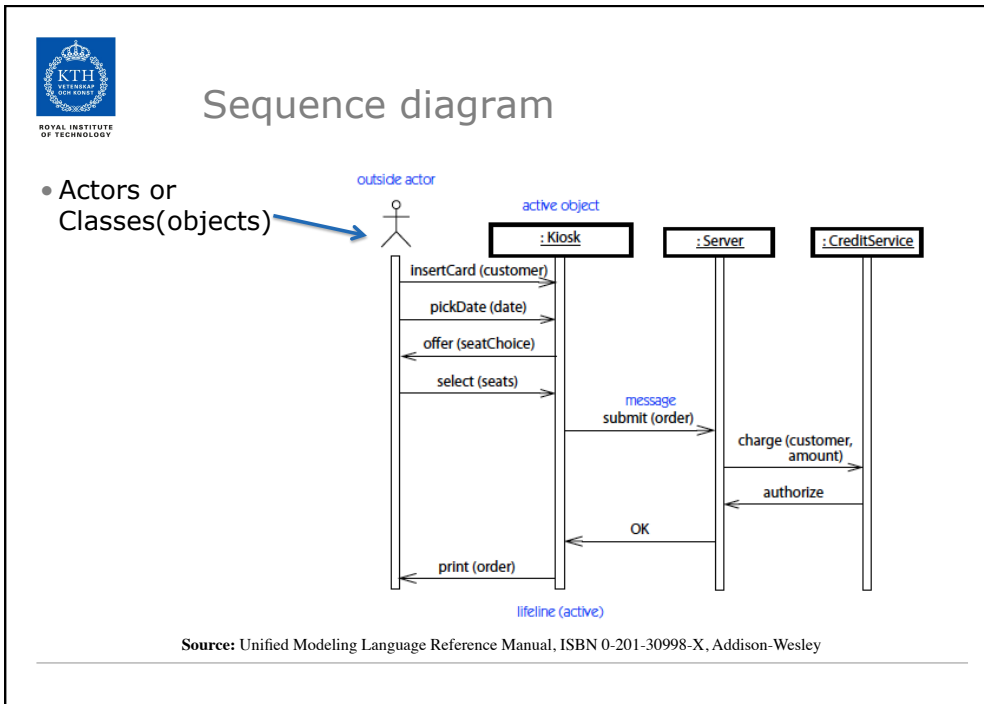 KTH
VETENSKAP
OCH KONST
ROYAL INSTITUTE
OF TECHNOLOGY
Sequence diagram
• Actors or
Classes(objects)
outside actor
active object
: Kiosk
: Server
: CreditService
insertCard (customer)
pickDate (date)
offer (seatChoice)
select (seats)
message
submit (order)
charge (customer,
amount)
authorize
OK
print (order)
lifeline (active)
Source: Unified Modeling Language Reference Manual, ISBN 0-201-30998-X, Addison-Wesley